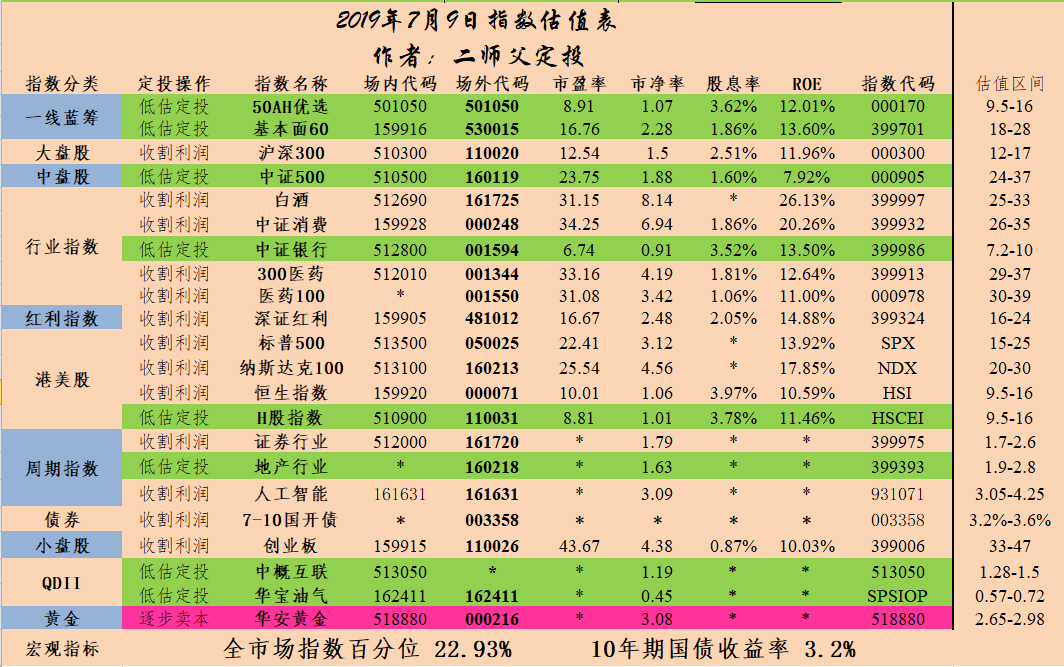 2019年7月9日指数估值表
作者：二师父定投
指数分类 定投操作 指数名称 场内代码 场外代码 市盈率 市净率 股息率 ROE 指数代码 估值区间
一线蓝筹 低估定投 50AH优选 501050 501050 8.91 1.07 3.62% 12.01% 000170 9.5-16
低估定投 基本面60 159916 530015 16.76 2.28 1.86% 13.60% 399701 18-28
大盘股 收割利润 沪深300 510300 110020 12.54 1.5 2.51% 11.96% 000300 12-17
中盘股 低估定投 中证500 510500 160119 23.75 1.88 1.60% 7.92% 000905 24-37
行业指数 收割利润 白酒 512690 161725 31.15 8.14 * 26.13% 399997 25-33
收割利润 中证消费 159928 000248 34.25 6.94 1.86% 20.26% 399932 26-35
低估定投 中证银行 512800 001594 6.74 0.91 3.52% 13.50% 399986 7.2-10
收割利润 300医药 512010 001344 33.16 4.19 1.81% 12.64% 399913 29-37
收割利润 医药100 * 001550 31.08 3.42 1.06% 11.00% 000978 30-39
红利指数 收割利润 深证红利 159905 481012 16.67 2.48 2.05% 14.88% 399324 16-24
港美股 收割利润 标普500 513500 050025 22.41 3.12 * 13.92% SPX 15-25
收割利润 纳斯达克100 513100 160213 25.54 4.56 * 17.85% NDX 20-30
收割利润 恒生指数 159920 000071 10.01 1.06 3.97% 10.59% HSI 9.5-16
低估定投 H股指数 510900 110031 8.81 1.01 3.78% 11.46% HSCEI 9.5-16
周期指数 收割利润 证券行业 512000 161720 * 1.79 * * 399975 1.7-2.6
低估定投 地产行业 * 160218 * 1.63 * * 399393 1.9-2.8
收割利润 人工智能 161631 161631 * 3.09 * * 931071 3.05-4.25
债券 收割利润 7-10国开债 * 003358 * * * * 003358 3.2%-3.6%
小盘股 收割利润 创业板 159915 110026 43.67 4.38 0.87% 10.03% 399006 33-47
QDII 低估定投 中概互联 513050 * * 1.19 * * 513050 1.28-1.5
低估定投 华宝油气 162411 162411 * 0.45 * * SPSIOP 0.57-0.72
黄金 逐步卖本 华安黄金 518880 000216 * 3.08 * * 518880 2.65-2.98
宏观指标 全市场指数百分位 22.93% 10年期国债收益率 3.2%